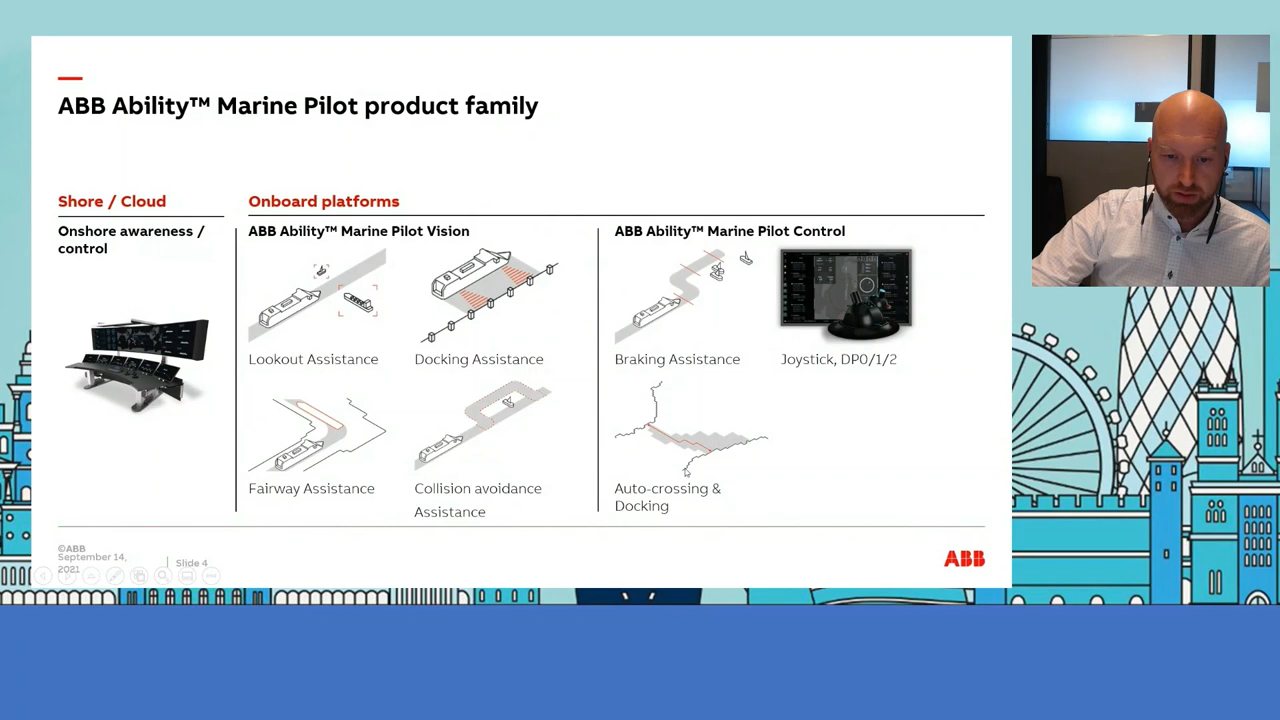 ABB Ability™ Marine Pilot product family
Shore / Cloud
Onshore awareness /
control
Onboard platforms
ABB Ability™ Marine Pilot Vision
Lookout Assistance
Docking Assistance
Fairway Assistance
Collision avoidance
Assistance
ABB Ability™ Marine Pilot Control
Braking Assistance
Joystick, DP0/1/2
Auto-crossing &
Docking
©ABB
September 14,
2021
Slide 4
ABB